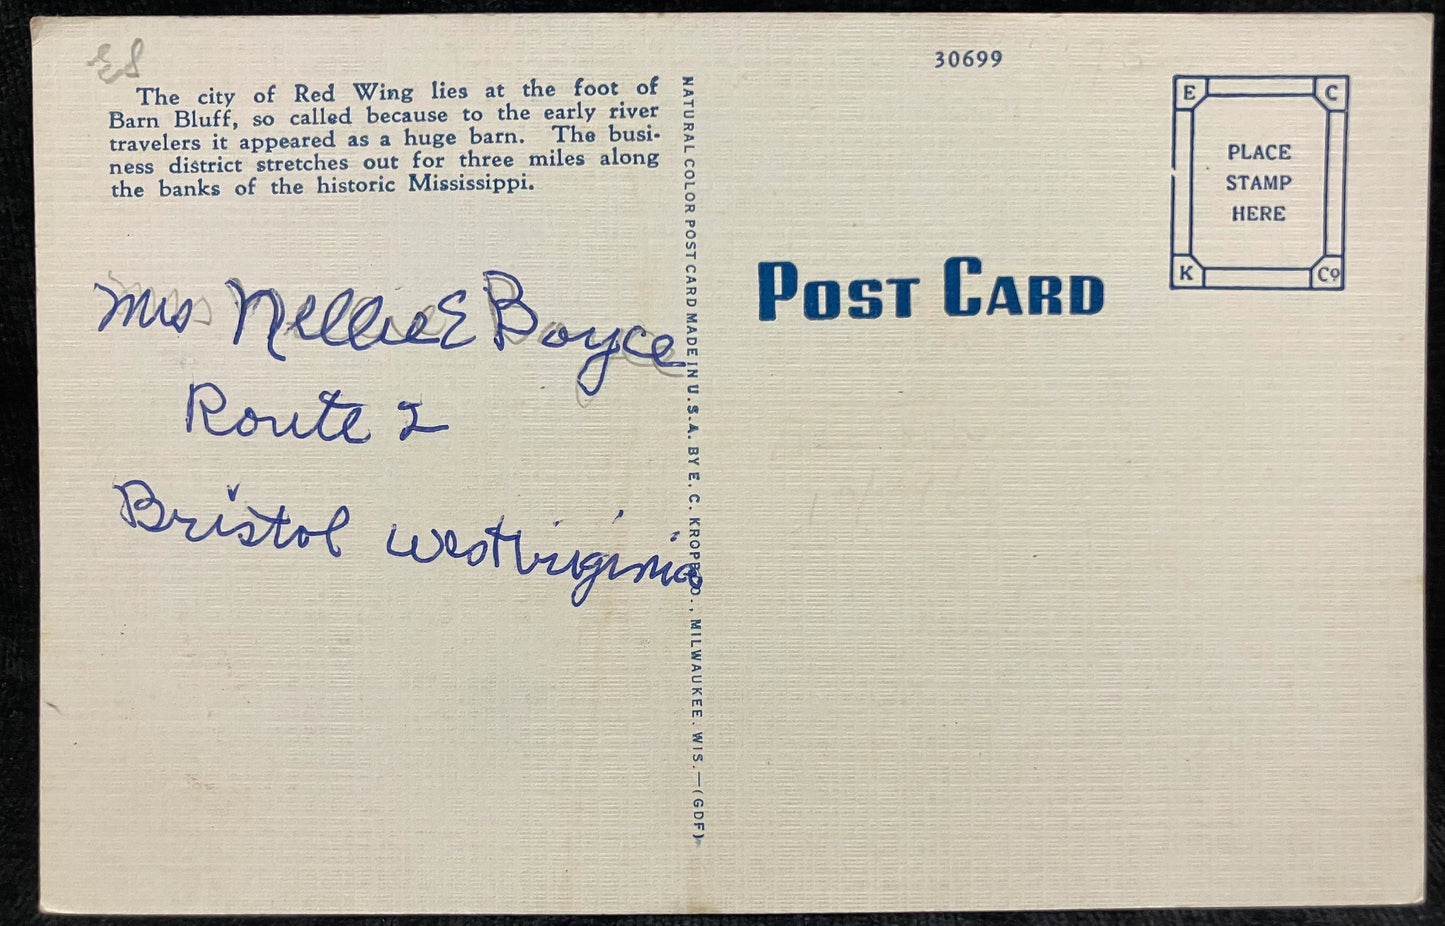 The city of Red Wing lies at the foot of
Barn Bluff, so called because to the early river
travelers it appeared as a huge barn. The busi-
ness district stretches out for three miles along
the banks of the historic Mississippi.
Mrs Nellie E Boyce
Route 2
Bristol West Virginia
NATURAL COLOR POST CARD MADE IN U.S.A. BY E. C. KROPP CO., MILWAUKEE, WIS.—(GDF)
30699
POST CARD
E C
PLACE
STAMP
HERE
K Co